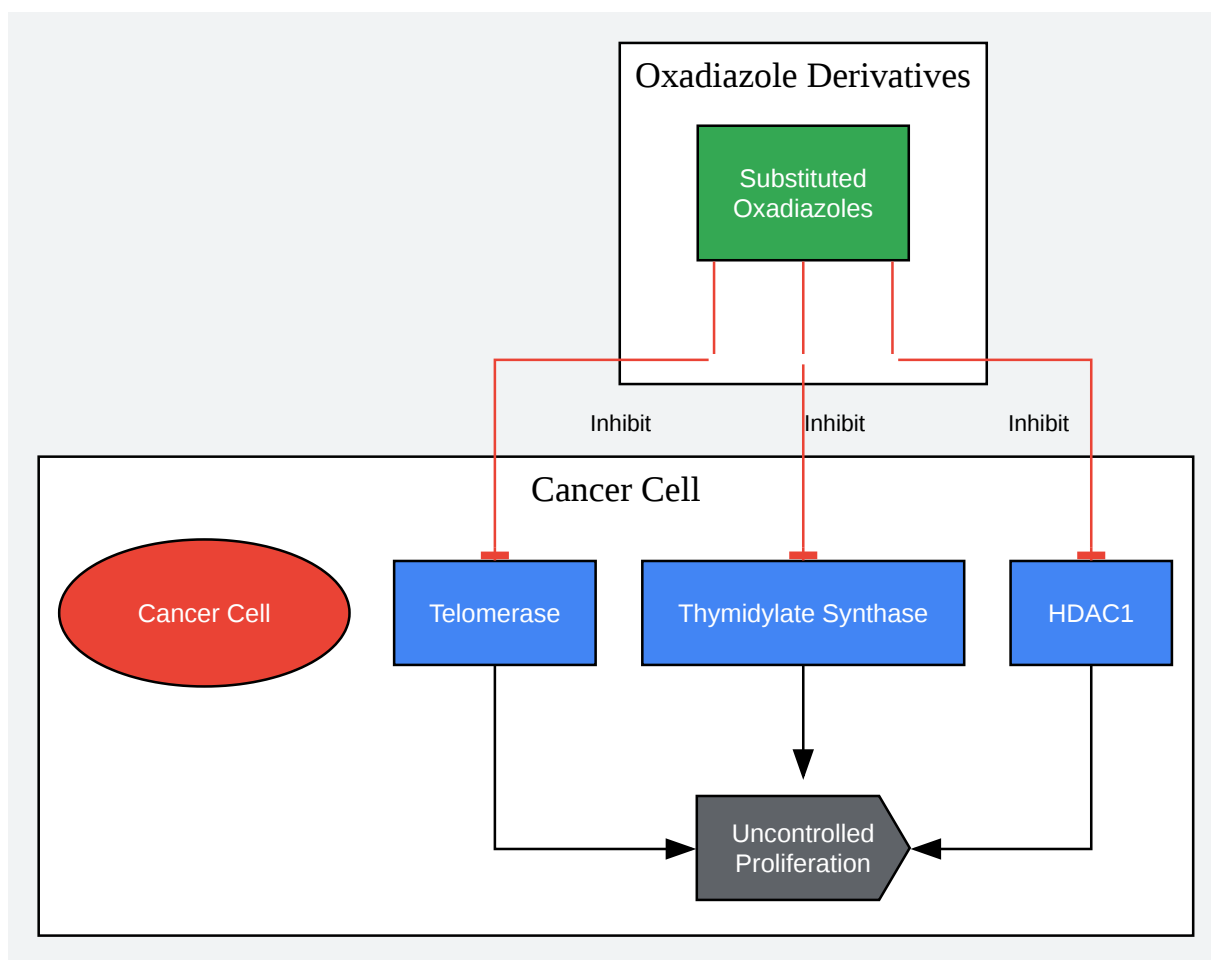 Oxadiazole Derivatives
Substituted
Oxadiazoles
Inhibit
Inhibit
Inhibit
Cancer Cell
Cancer Cell
Telomerase
Thymidylate Synthase
HDAC1
Uncontrolled
Proliferation